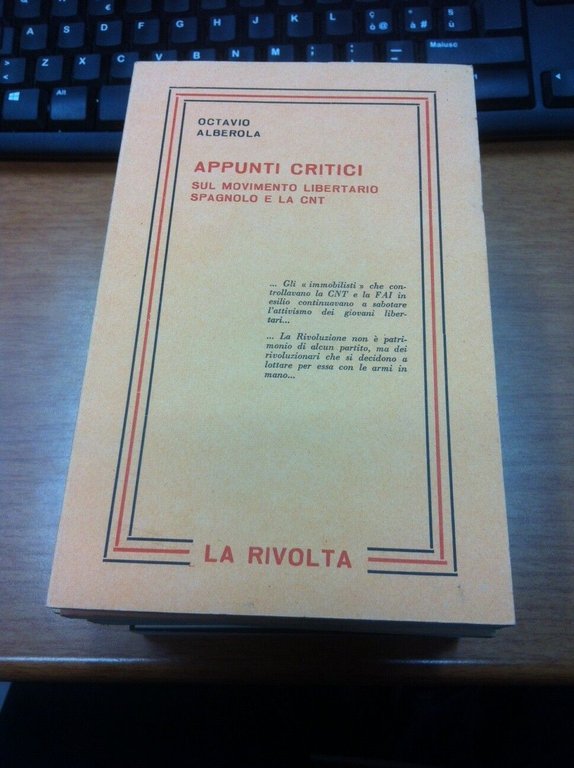 A S D F G H J K L ç @ à #
ù §
Z X C V B N M ; , : . _ -
Maiusc
Alt
OCTAVIO
ALBEROLA
APPUNTI CRITICI
SUL MOVIMENTO LIBERTARIO
SPAGNOLO E LA CNT
... Gli « immobilisti » che con-
trollavano la CNT e la FAI in
esilio continuavano a sabotare
l'attivismo dei giovani liber-
tari...
... La Rivoluzione non è patri-
monio di alcun partito, ma dei
rivoluzionari che si decidono a
lottare per essa con le armi in
mano...
LA RIVOLTA